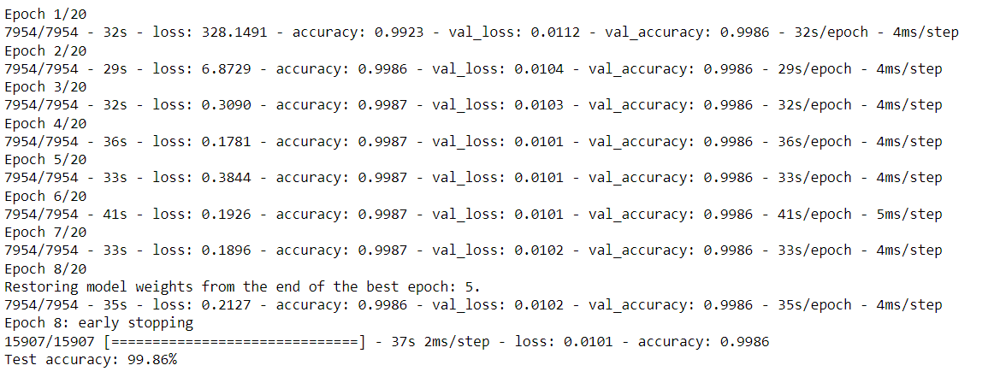 Epoch 1/20
7954/7954 - 32s - loss: 328.1491 - accuracy: 0.9923 - val_loss: 0.0112 - val_accuracy: 0.9986 - 32s/epoch - 4ms/step
Epoch 2/20
7954/7954 - 29s - loss: 6.8729 - accuracy: 0.9986 - val_loss: 0.0104 - val_accuracy: 0.9986 - 29s/epoch - 4ms/step
Epoch 3/20
7954/7954 - 32s - loss: 0.3090 - accuracy: 0.9987 - val_loss: 0.0103 - val_accuracy: 0.9986 - 32s/epoch - 4ms/step
Epoch 4/20
7954/7954 - 36s - loss: 0.1781 - accuracy: 0.9987 - val_loss: 0.0101 - val_accuracy: 0.9986 - 36s/epoch - 4ms/step
Epoch 5/20
7954/7954 - 33s - loss: 0.3844 - accuracy: 0.9987 - val_loss: 0.0101 - val_accuracy: 0.9986 - 33s/epoch - 4ms/step
Epoch 6/20
7954/7954 - 41s - loss: 0.1926 - accuracy: 0.9987 - val_loss: 0.0101 - val_accuracy: 0.9986 - 41s/epoch - 5ms/step
Epoch 7/20
7954/7954 - 33s - loss: 0.1896 - accuracy: 0.9987 - val_loss: 0.0102 - val_accuracy: 0.9986 - 33s/epoch - 4ms/step
Epoch 8/20
Restoring model weights from the end of the best epoch: 5.
7954/7954 - 35s - loss: 0.2127 - accuracy: 0.9986 - val_loss: 0.0102 - val_accuracy: 0.9986 - 35s/epoch - 4ms/step
Epoch 8: early stopping
15907/15907 [==============================] - 37s 2ms/step - loss: 0.0101 - accuracy: 0.9986
Test accuracy: 99.86%